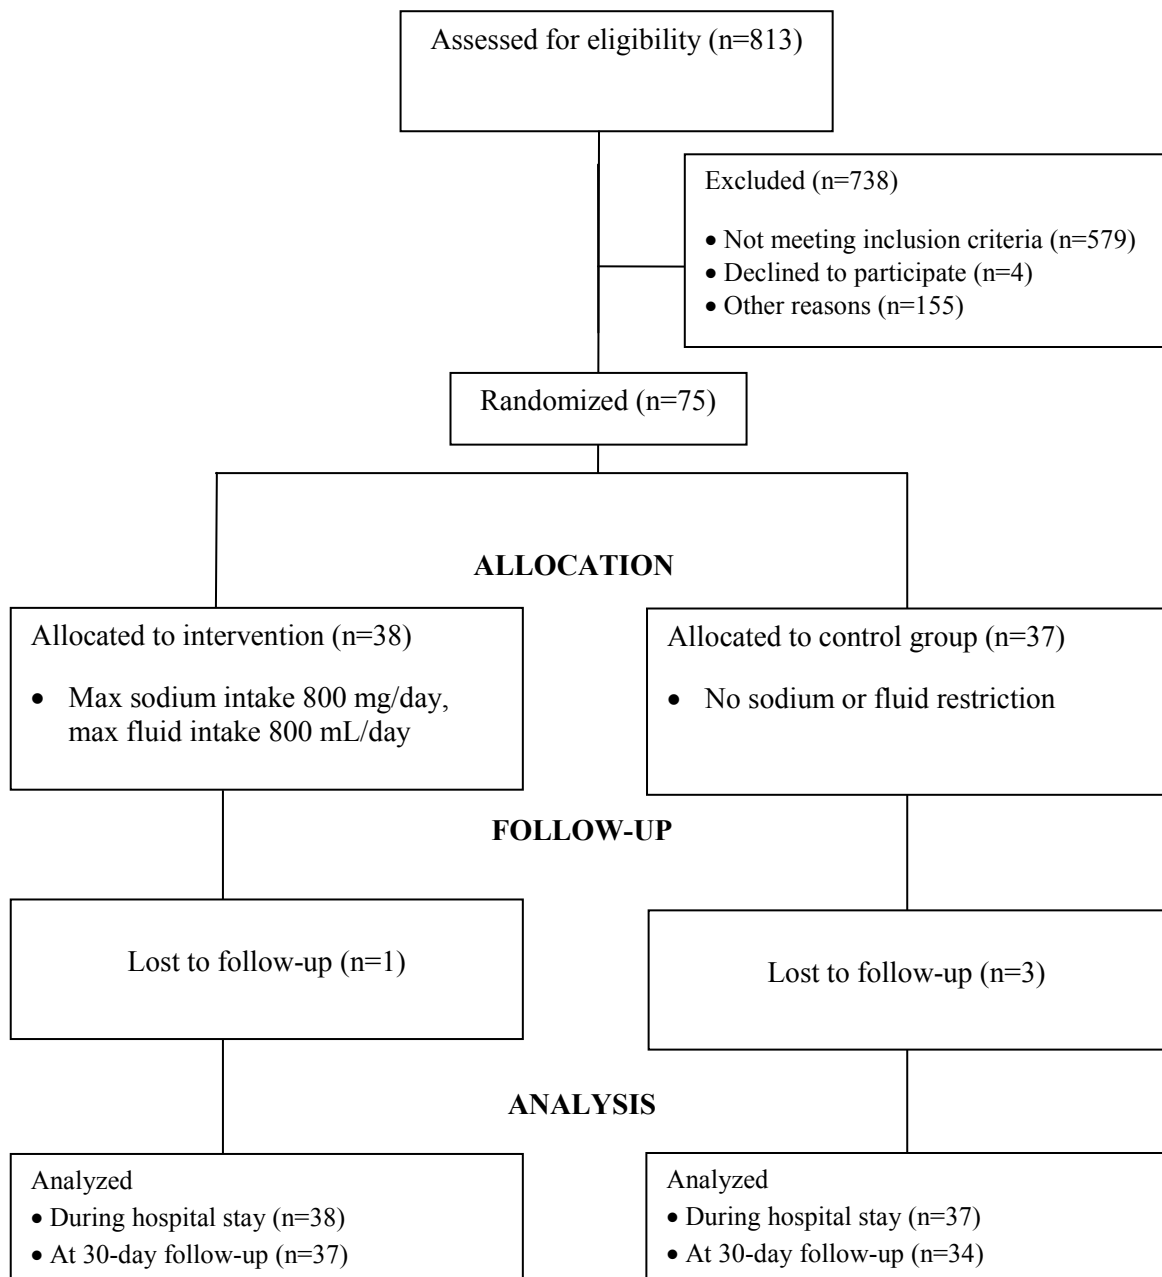 Assessed for eligibility (n=813)
Excluded (n=738)
• Not meeting inclusion criteria (n=579)
• Declined to participate (n=4)
• Other reasons (n=155)
Randomized (n=75)
ALLOCATION
Allocated to intervention (n=38)
• Max sodium intake 800 mg/day,
max fluid intake 800 mL/day
Allocated to control group (n=37)
• No sodium or fluid restriction
FOLLOW-UP
Lost to follow-up (n=1)
Lost to follow-up (n=3)
ANALYSIS
Analyzed
• During hospital stay (n=38)
• At 30-day follow-up (n=37)
Analyzed
• During hospital stay (n=37)
• At 30-day follow-up (n=34)